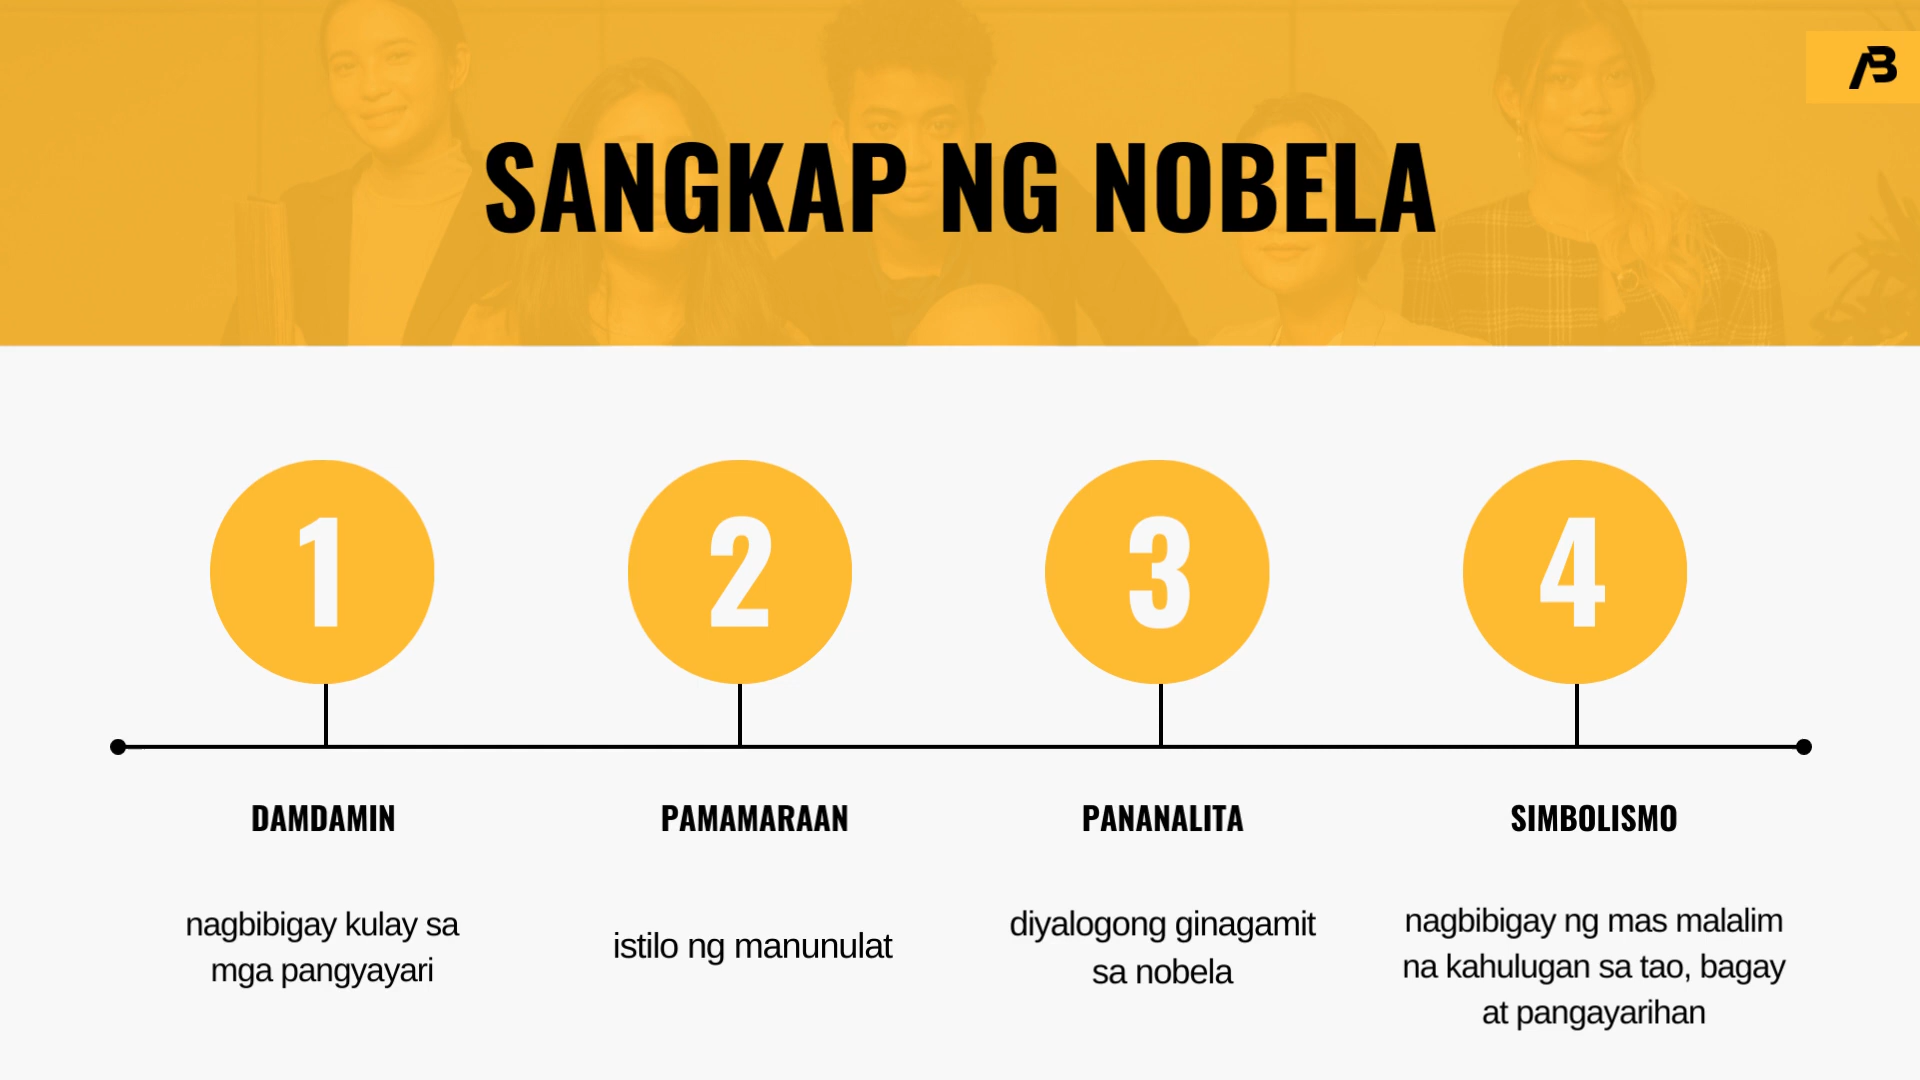 AB
SANGKAP NG NOBELA
1
2
3
4
DAMDAMIN
PAMAMARAAN
PANANALITA
SIMBOLISMO
nagbibigay kulay sa
mga pangyayari
istilo ng manunulat
diyalogong ginagamit
sa nobela
nagbibigay ng mas malalim
na kahulugan sa tao, bagay
at pangayarihan